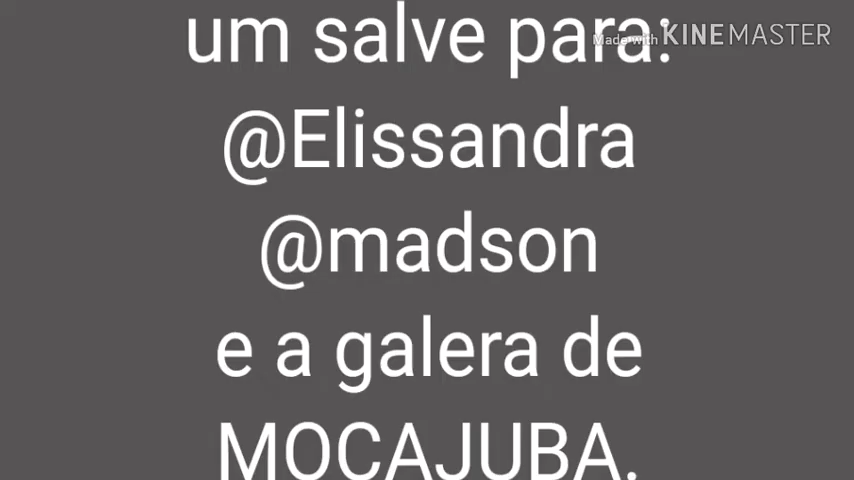 um salve para:
Made with KINEMASTER
@Elissandra
@madson
e a galera de
MOCAJUBA.